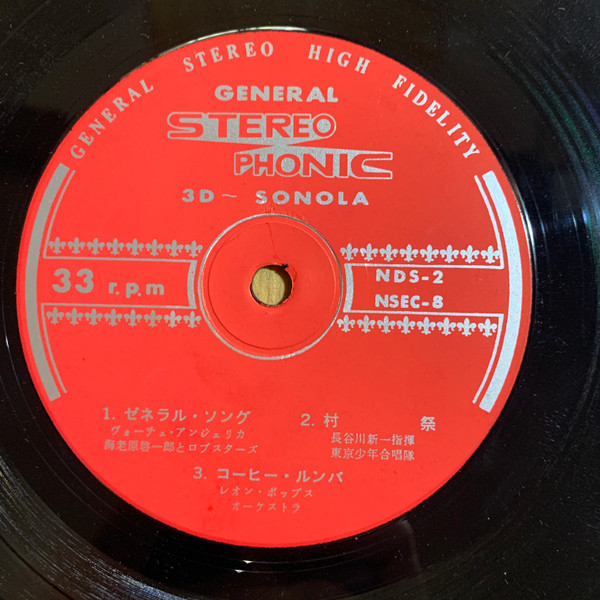 GENERAL STEREO HIGH FIDELITY
GENERAL
STEREO
PHONIC
3D ~ SONOLA
33 r.p.m
NDS-2
NSEC-8
1. ゼネラル・ソング
ヴォーチェ・アンジェリカ
海老原啓一郎とロブスターズ
2. 村 祭
長谷川新一指揮
東京少年合唱隊
3. コーヒー・ルンバ
レオン・ポップス
オーケストラ